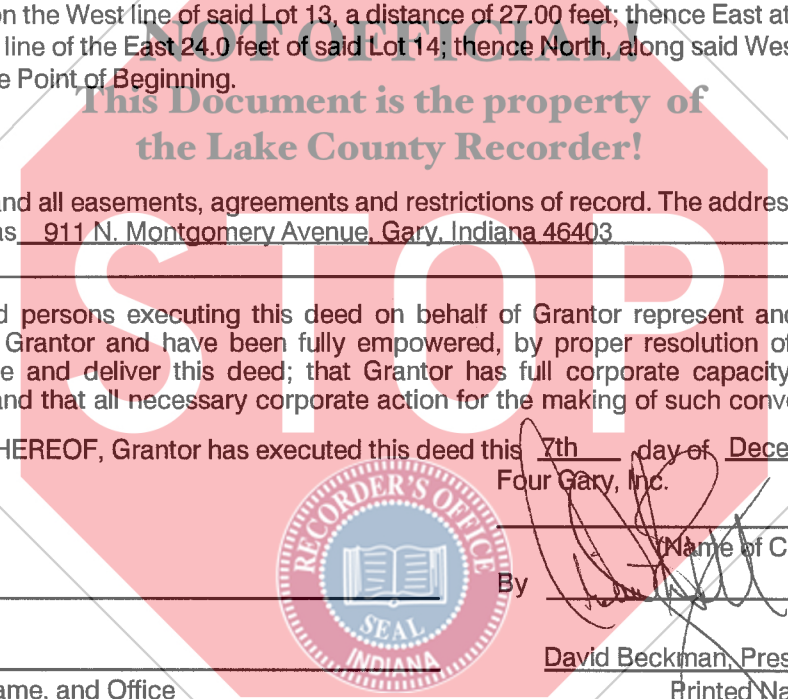 on the West line of said Lot 13, a distance of 27.00 feet; thence East at
line of the East 24.0 feet of said Lot 14; thence North, along said Wes
e Point of Beginning.
NOT OFFICIAL!
This Document is the property of
the Lake County Recorder!
and all easements, agreements and restrictions of record. The addres
as 911 N. Montgomery Avenue, Gary, Indiana 46403
STOP
d persons executing this deed on behalf of Grantor represent and
Grantor and have been fully empowered, by proper resolution of
e and deliver this deed; that Grantor has full corporate capacity
and that all necessary corporate action for the making of such conve
HEREOF, Grantor has executed this deed this 7th day of Dece
Four Gary, Inc.
(Name of C
By
RECORDER'S OFFICE
SEAL
INDIANA
David Beckman, Pres
ame, and Office
Printed Na